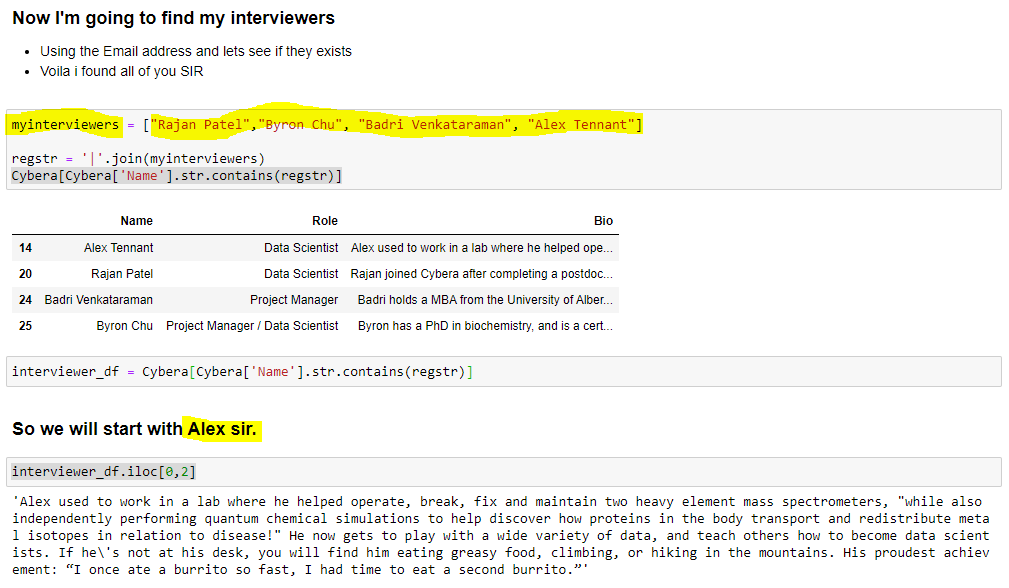 Now I'm going to find my interviewers
• Using the Email address and lets see if they exists
• Voila i found all of you SIR
myinterviewers = ["Rajan Patel","Byron Chu", "Badri Venkataraman", "Alex Tennant"]
regstr = '|'.join(myinterviewers)
Cybera[Cybera['Name'].str.contains(regstr)]
Name Role Bio
14 Alex Tennant Data Scientist Alex used to work in a lab where he helped ope...
20 Rajan Patel Data Scientist Rajan joined Cybera after completing a postdoc...
24 Badri Venkataraman Project Manager Badri holds a MBA from the University of Alber...
25 Byron Chu Project Manager / Data Scientist Byron has a PhD in biochemistry, and is a cert...
interviewer_df = Cybera[Cybera['Name'].str.contains(regstr)]
So we will start with Alex sir.
interviewer_df.iloc[0,2]
'Alex used to work in a lab where he helped operate, break, fix and maintain two heavy element mass spectrometers, "while also
independently performing quantum chemical simulations to help discover how proteins in the body transport and redistribute meta
l isotopes in relation to disease!" He now gets to play with a wide variety of data, and teach others how to become data scient
ists. If he\'s not at his desk, you will find him eating greasy food, climbing, or hiking in the mountains. His proudest achiev
ement: “I once ate a burrito so fast, I had time to eat a second burrito.”'